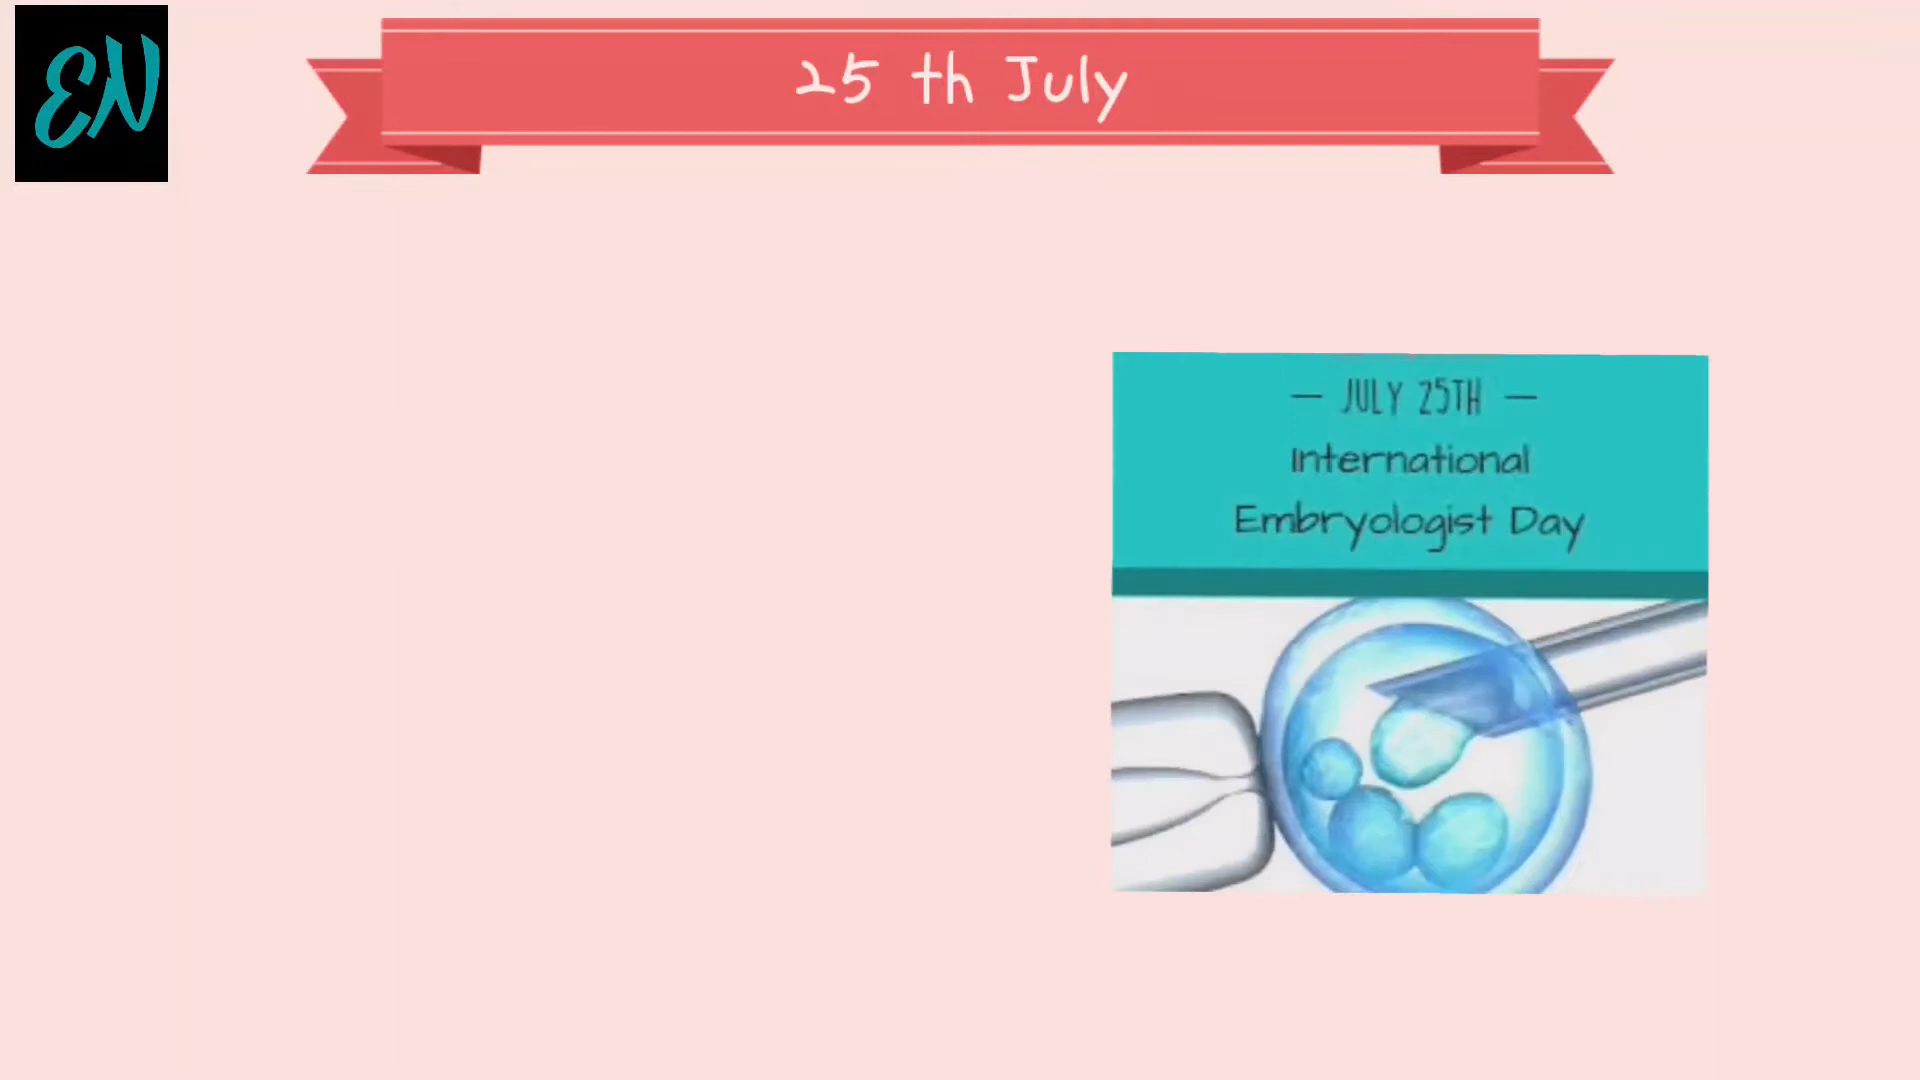 EN
25 th July
— JULY 25TH —
International
Embryologist Day